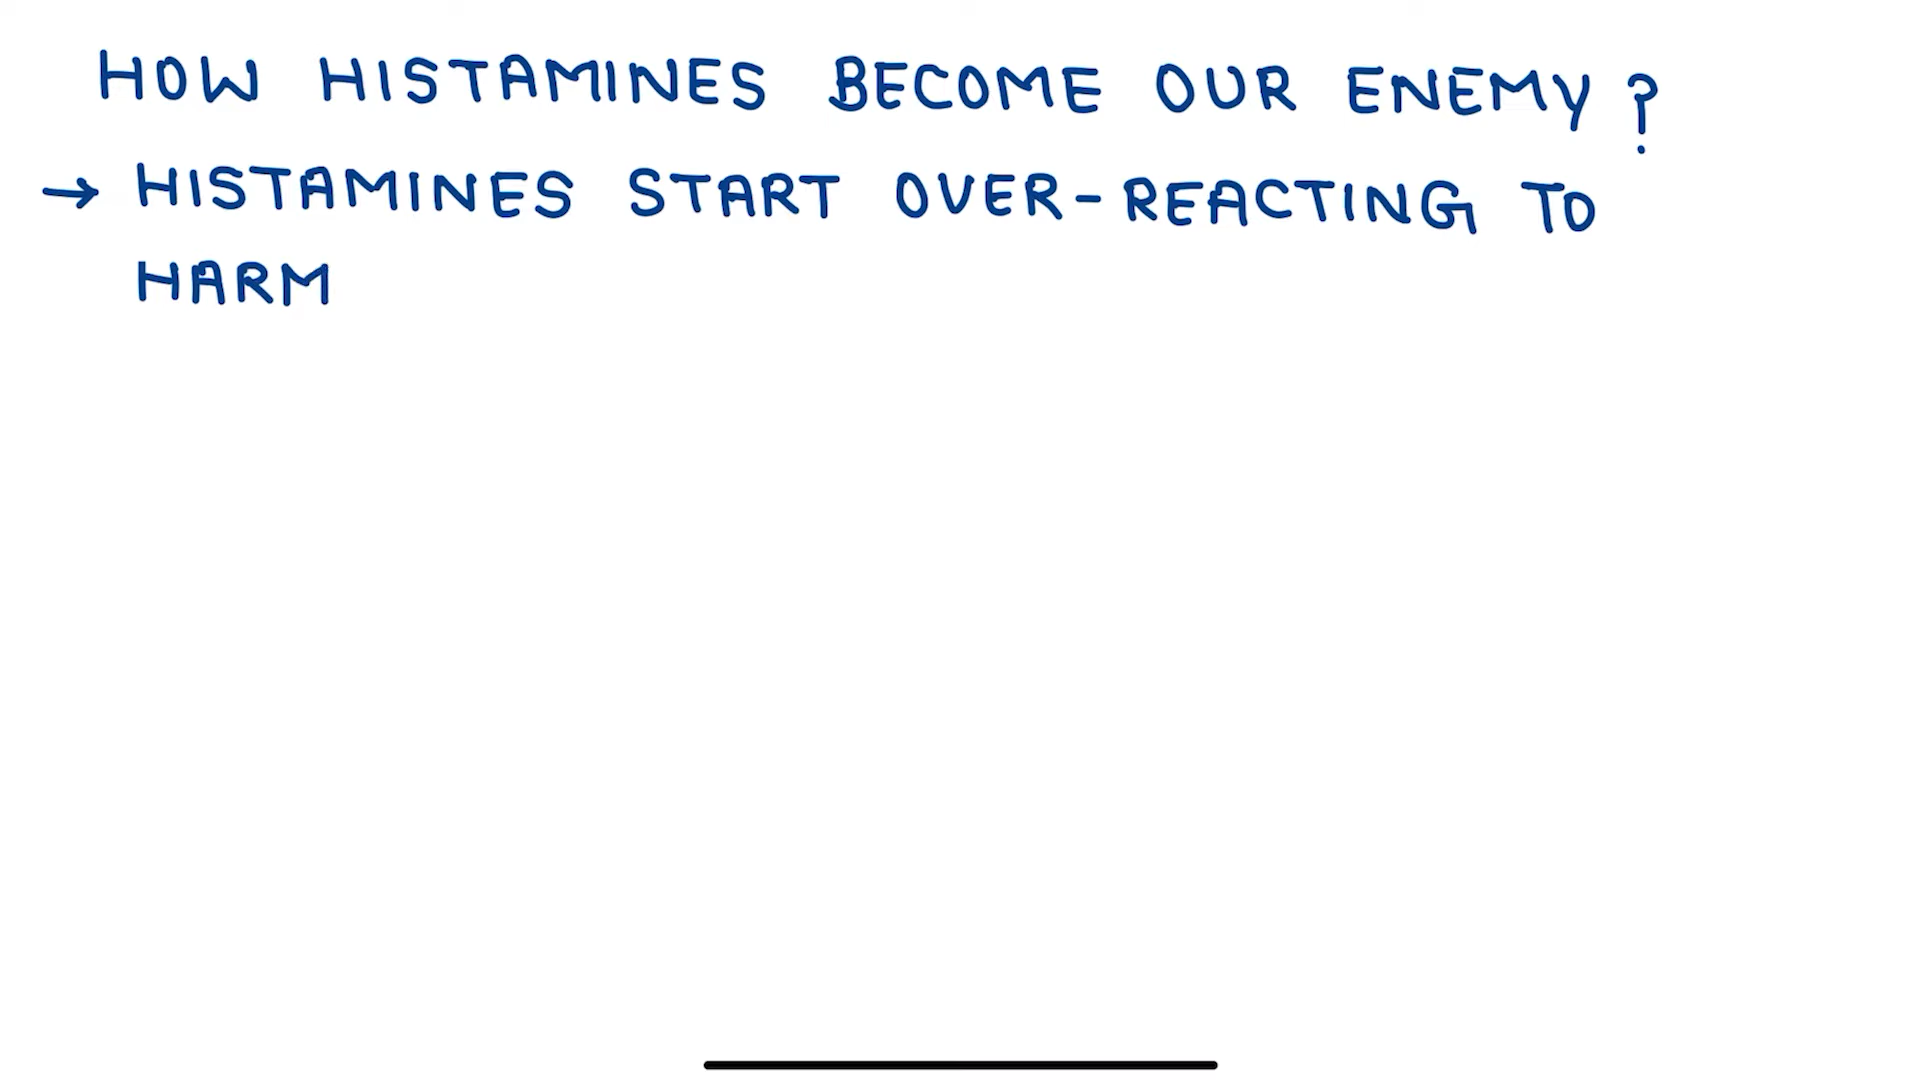 HOW HISTAMINES BECOME OUR ENEMY?
→ HISTAMINES START OVER-REACTING TO
HARM